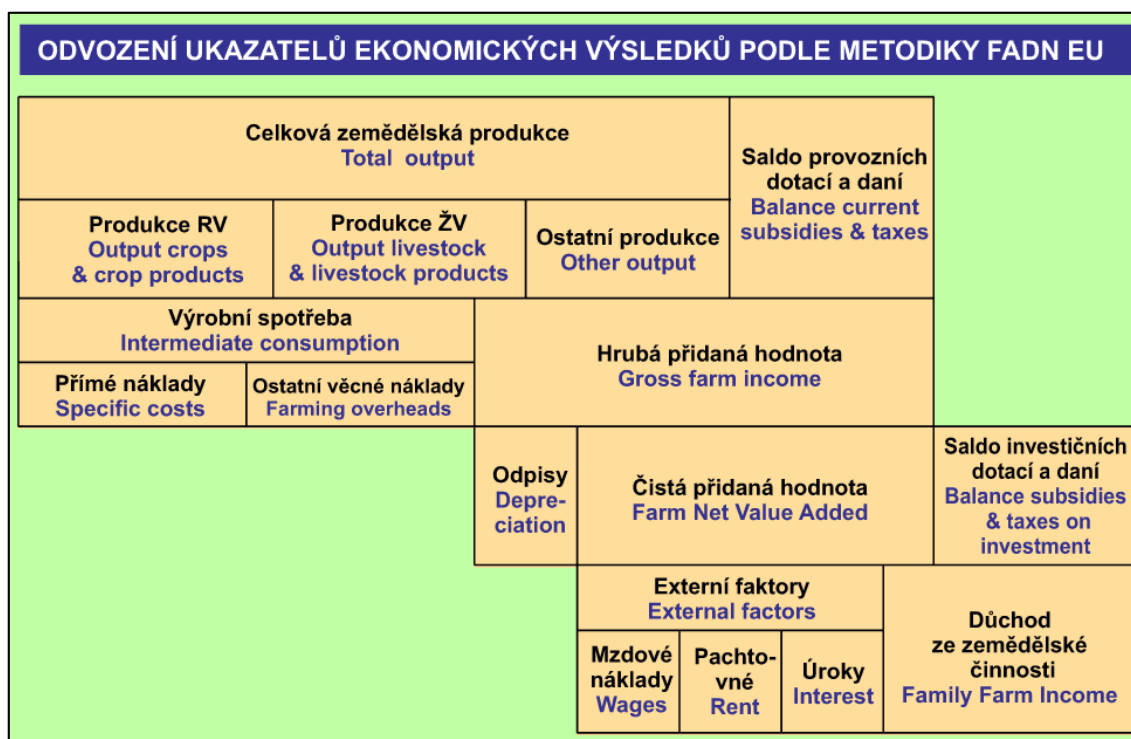 ODVOZENÍ UKAZATELŮ EKONOMICKÝCH VÝSLEDKŮ PODLE METODIKY FADN EU
Celková zemědělská produkce
Total output
Saldo provozních
dotací a daní
Balance current
subsidies & taxes
Produkce RV
Output crops
& crop products
Produkce ŽV
Output livestock
& livestock products
Ostatní produkce
Other output
Výrobní spotřeba
Intermediate consumption
Hrubá přidaná hodnota
Gross farm income
Přímé náklady
Specific costs
Ostatní věcné náklady
Farming overheads
Odpisy
Depre-
ciation
Čistá přidaná hodnota
Farm Net Value Added
Saldo investičních
dotací a daní
Balance subsidies
& taxes on
investment
Externí faktory
External factors
Mzdové
náklady
Wages
Pachto-
vné
Rent
Úroky
Interest
Důchod
ze zemědělské
činnosti
Family Farm Income